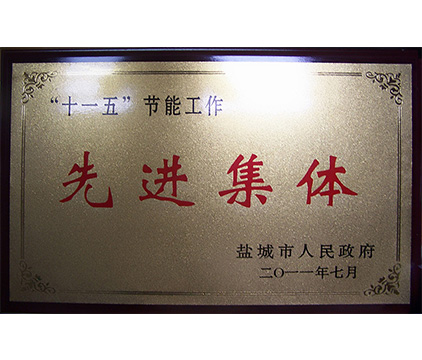 “十一五”节能工作
先进集体
盐城市人民政府
二〇一一年七月